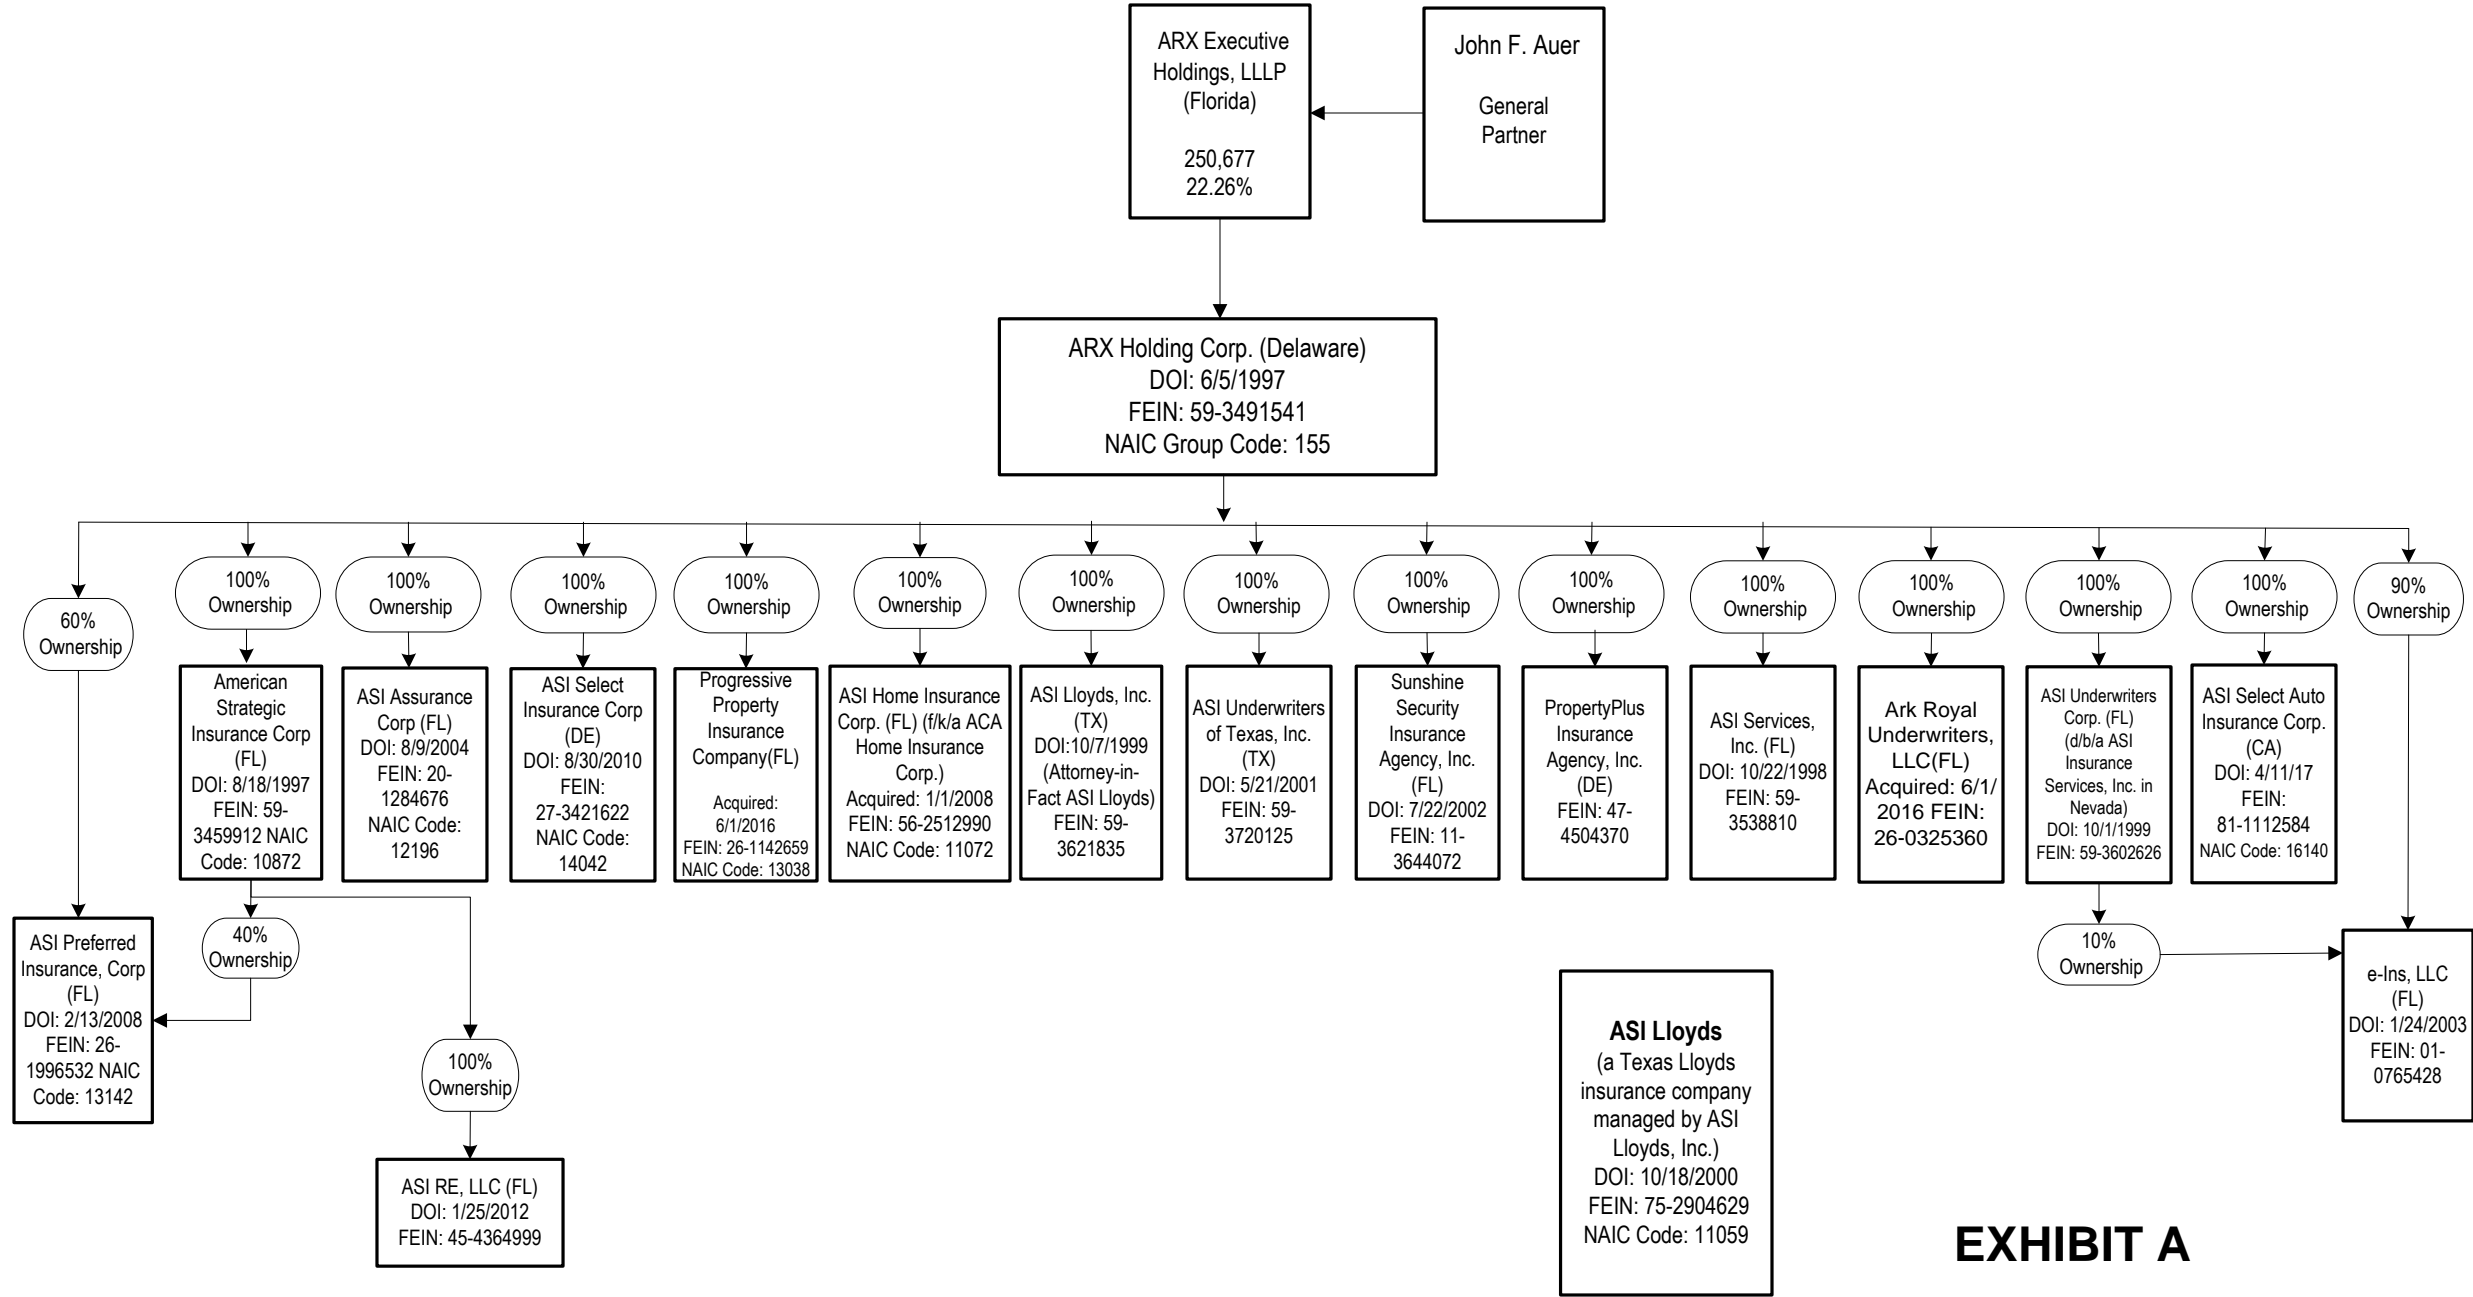 ARX Executive
Holdings, LLLP
(Florida)
250,677
22.26%
John F. Auer
General
Partner
ARX Holding Corp. (Delaware)
DOI: 6/5/1997
FEIN: 59-3491541
NAIC Group Code: 155
60%
Ownership
100%
Ownership
100%
Ownership
100%
Ownership
100%
Ownership
100%
Ownership
100%
Ownership
100%
Ownership
100%
Ownership
100%
Ownership
100%
Ownership
100%
Ownership
100%
Ownership
100%
Ownership
90%
Ownership
American
Strategic
Insurance Corp
(FL)
DOI: 8/18/1997
FEIN: 59-
3459912 NAIC
Code: 10872
ASI Assurance
Corp (FL)
DOI: 8/9/2004
FEIN: 20-
1284676
NAIC Code:
12196
ASI Select
Insurance Corp
(DE)
DOI: 8/30/2010
FEIN:
27-3421622
NAIC Code:
14042
Progressive
Property
Insurance
Company(FL)
Acquired:
6/1/2016
FEIN: 26-1142659
NAIC Code: 13038
ASI Home Insurance
Corp. (FL) (f/k/a ACA
Home Insurance
Corp.)
Acquired: 1/1/2008
FEIN: 56-2512990
NAIC Code: 11072
ASI Lloyds, Inc.
(TX)
DOI:10/7/1999
(Attorney-in-
Fact ASI Lloyds)
FEIN: 59-
3621835
ASI Underwriters
of Texas, Inc.
(TX)
DOI: 5/21/2001
FEIN: 59-
3720125
Sunshine
Security
Insurance
Agency, Inc.
(FL)
DOI: 7/22/2002
FEIN: 11-
3644072
PropertyPlus
Insurance
Agency, Inc.
(DE)
FEIN: 47-
4504370
ASI Services,
Inc. (FL)
DOI: 10/22/1998
FEIN: 59-
3538810
Ark Royal
Underwriters,
LLC(FL)
Acquired: 6/1/
2016 FEIN:
26-0325360
ASI Underwriters
Corp. (FL)
(d/b/a ASI
Insurance
Services, Inc. in
Nevada)
DOI: 10/1/1999
FEIN: 59-3602626
ASI Select Auto
Insurance Corp.
(CA)
DOI: 4/11/17
FEIN:
81-1112584
NAIC Code: 16140
ASI Preferred
Insurance, Corp
(FL)
DOI: 2/13/2008
FEIN: 26-
1996532 NAIC
Code: 13142
40%
Ownership
100%
Ownership
ASI RE, LLC (FL)
DOI: 1/25/2012
FEIN: 45-4364999
ASI Lloyds
(a Texas Lloyds
insurance company
managed by ASI
Lloyds, Inc.)
DOI: 10/18/2000
FEIN: 75-2904629
NAIC Code: 11059
10%
Ownership
e-Ins, LLC
(FL)
DOI: 1/24/2003
FEIN: 01-
0765428
EXHIBIT A